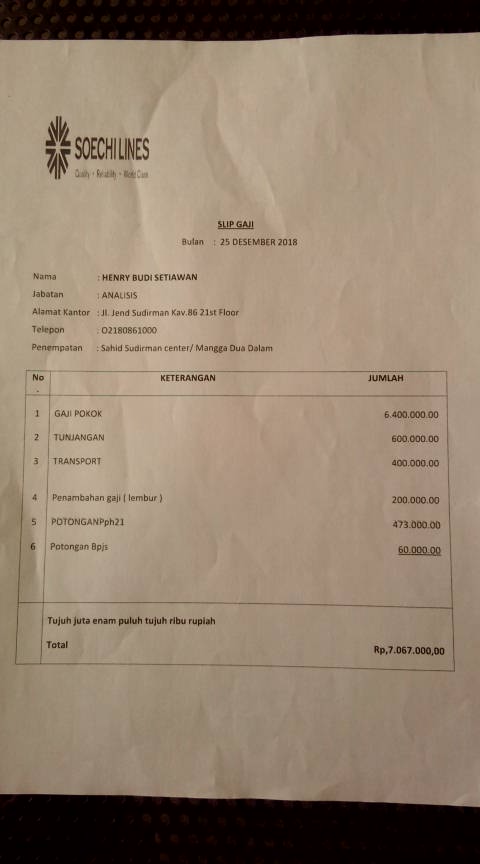 SOECHI LINES
Quality • Reliability • World Class
SLIP GAJI
Bulan : 25 DESEMBER 2018
Nama : HENRY BUDI SETIAWAN
Jabatan : ANALISIS
Alamat Kantor : Jl. Jend Sudirman Kav.86 21st Floor
Telepon : O2180861000
Penempatan : Sahid Sudirman center/ Mangga Dua Dalam
No. KETERANGAN JUMLAH
1 GAJI POKOK 6.400.000.00
2 TUNJANGAN 600.000.00
3 TRANSPORT 400.000.00
4 Penambahan gaji ( lembur ) 200.000.00
5 POTONGANPph21 473.000.00
6 Potongan Bpjs 60.000.00
Tujuh juta enam puluh tujuh ribu rupiah
Total Rp,7.067.000,00